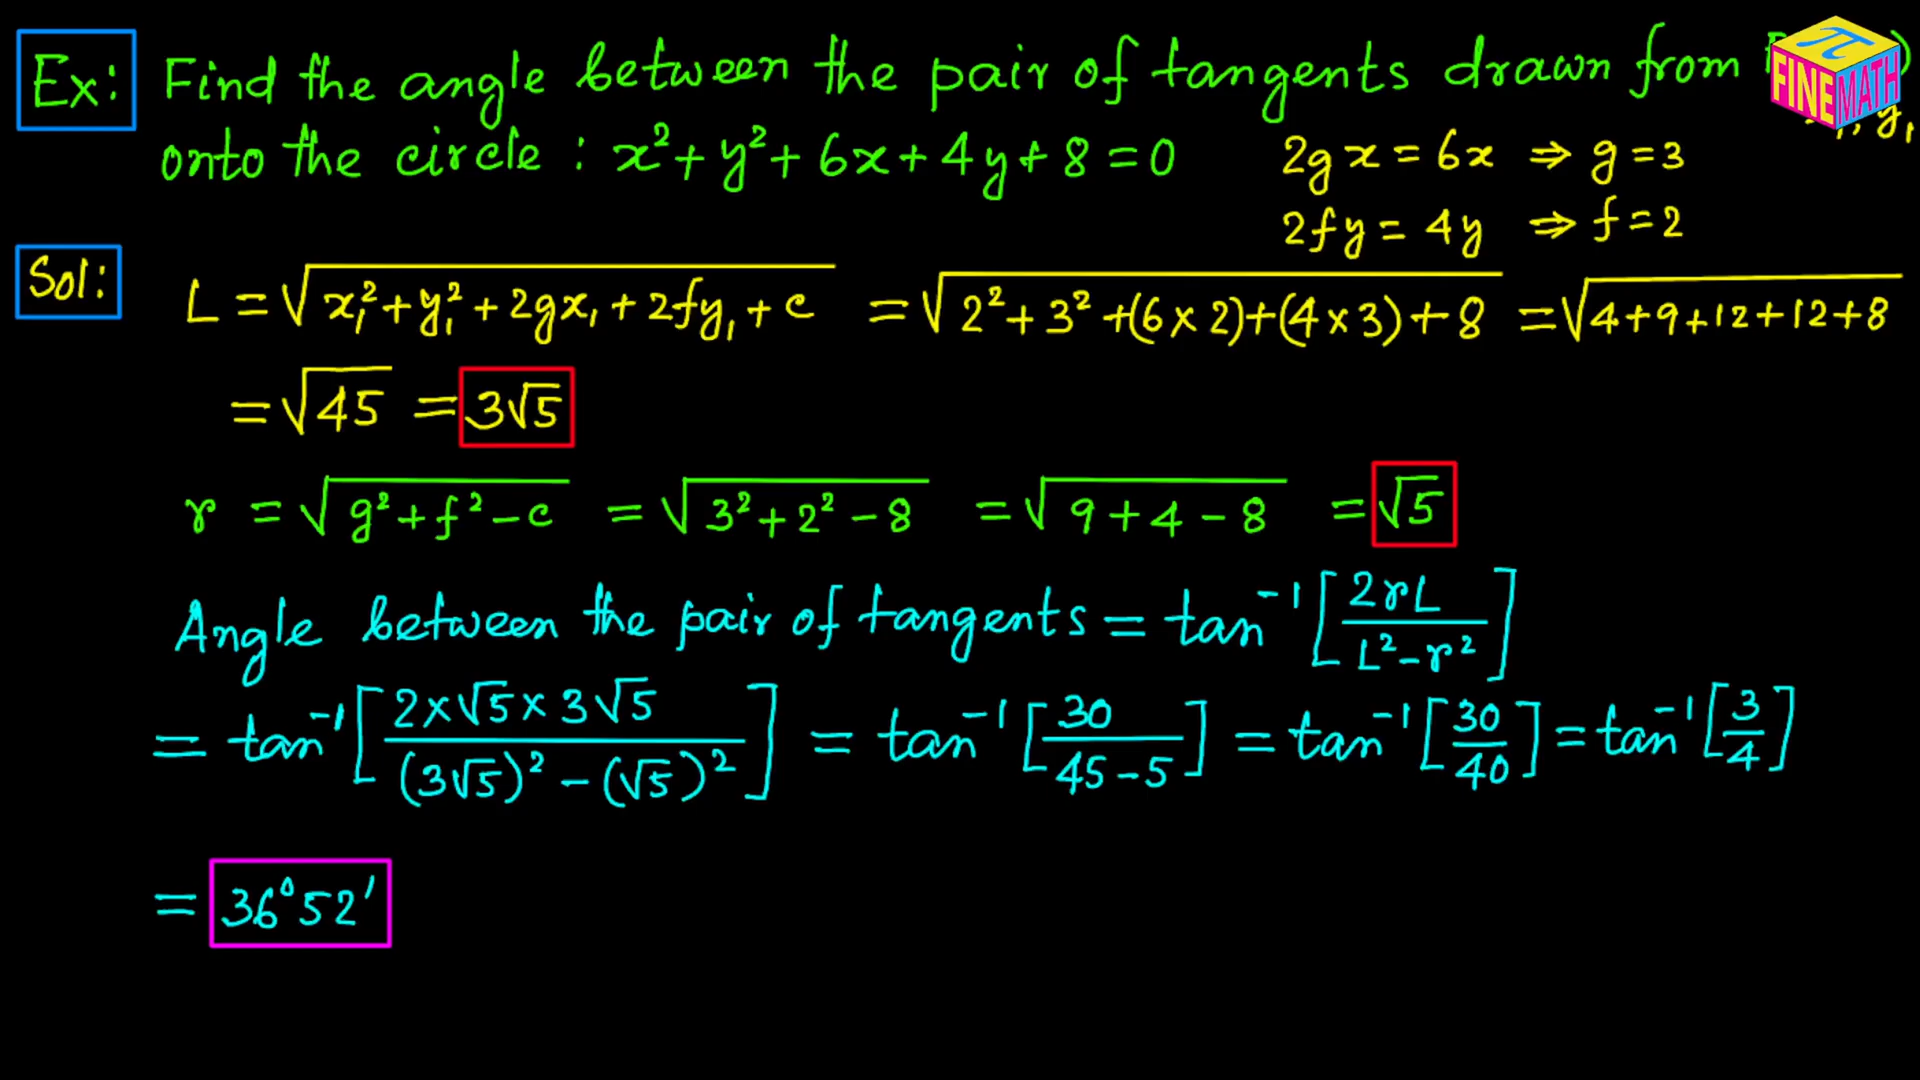 Ex: Find the angle between the pair of tangents drawn from
π FINE MATH
onto the circle : x²+y²+6x+4y+8=0
2gx = 6x ⇒ g=3
2fy = 4y ⇒ f=2
Sol: L = √(x₁²+y₁²+2gx₁+2fy₁+c) = √(2²+3²+(6×2)+(4×3)+8) = √(4+9+12+12+8)
= √45 = 3√5
r = √(g²+f²-c) = √(3²+2²-8) = √(9+4-8) = √5
Angle between the pair of tangents = tan⁻¹[2rL/(L²-r²)]
= tan⁻¹[(2×√5×3√5)/((3√5)²-(√5)²)] = tan⁻¹[30/(45-5)] = tan⁻¹[30/40] = tan⁻¹[3/4]
= 36°52'